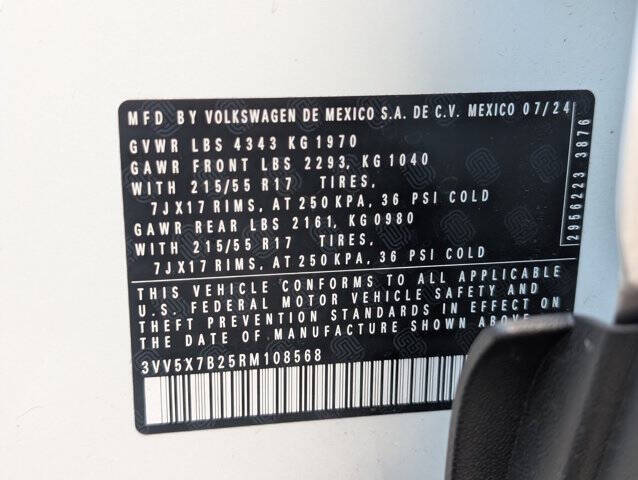 MFD BY VOLKSWAGEN DE MEXICO S.A. DE C.V. MEXICO 07/24
GVWR LBS 4343 KG 1970
GAWR FRONT LBS 2293, KG 1040
WITH 215/55 R17 TIRES,
7JX17 RIMS, AT 250 KPA, 36 PSI COLD
GAWR REAR LBS 2161, KG0980
WITH 215/55 R17 TIRES,
7JX17 RIMS, AT 250 KPA, 36 PSI COLD
THIS VEHICLE CONFORMS TO ALL APPLICABLE
U.S. FEDERAL MOTOR VEHICLE SAFETY AND
THEFT PREVENTION STANDARDS IN EFFECT ON
THE DATE OF MANUFACTURE SHOWN ABOVE.
3VV5X7B25RM108568
2956223 3876